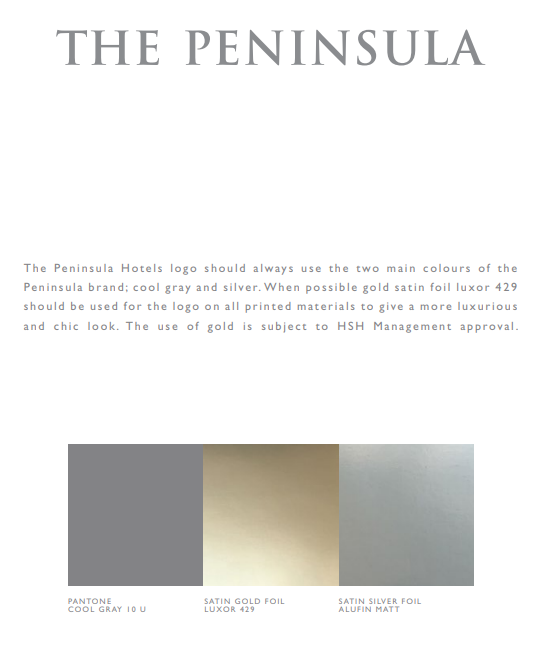 THE PENINSULA
The Peninsula Hotels logo should always use the two main colours of the
Peninsula brand; cool gray and silver. When possible gold satin foil luxor 429
should be used for the logo on all printed materials to give a more luxurious
and chic look. The use of gold is subject to HSH Management approval.
PANTONE
COOL GRAY 10 U
SATIN GOLD FOIL
LUXOR 429
SATIN SILVER FOIL
ALUFIN MATT